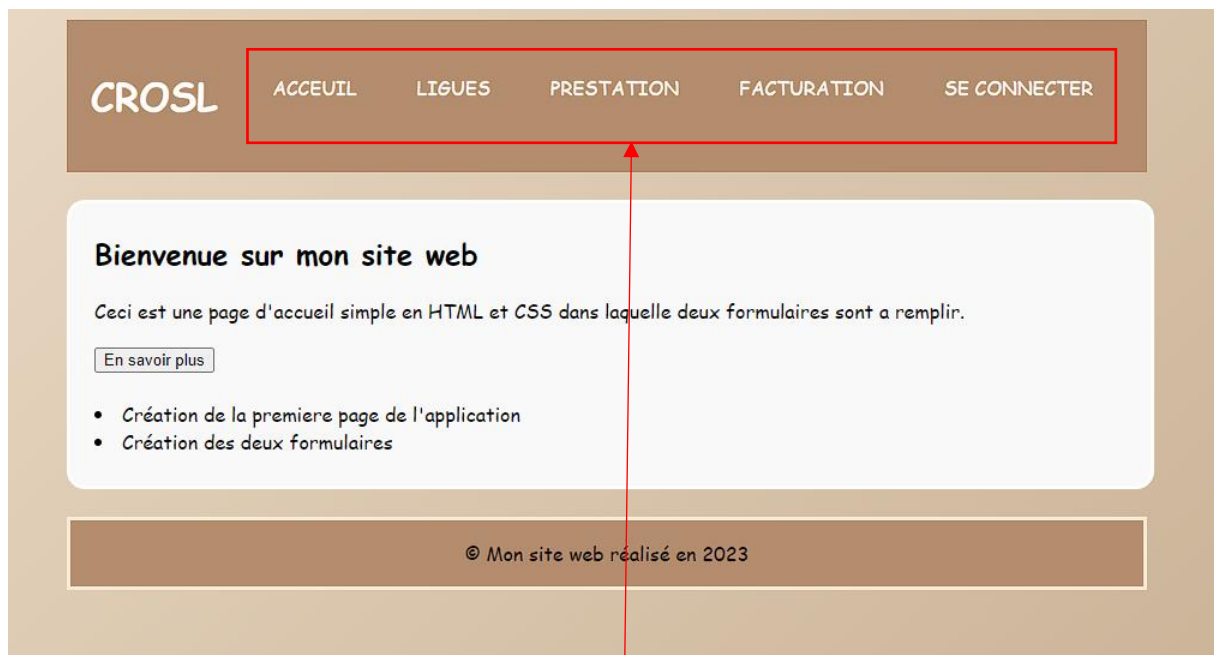 CROSL
ACCEUIL LIGUES PRESTATION FACTURATION SE CONNECTER
Bienvenue sur mon site web
Ceci est une page d'accueil simple en HTML et CSS dans laquelle deux formulaires sont a remplir.
En savoir plus
• Création de la premiere page de l'application
• Création des deux formulaires
© Mon site web réalisé en 2023